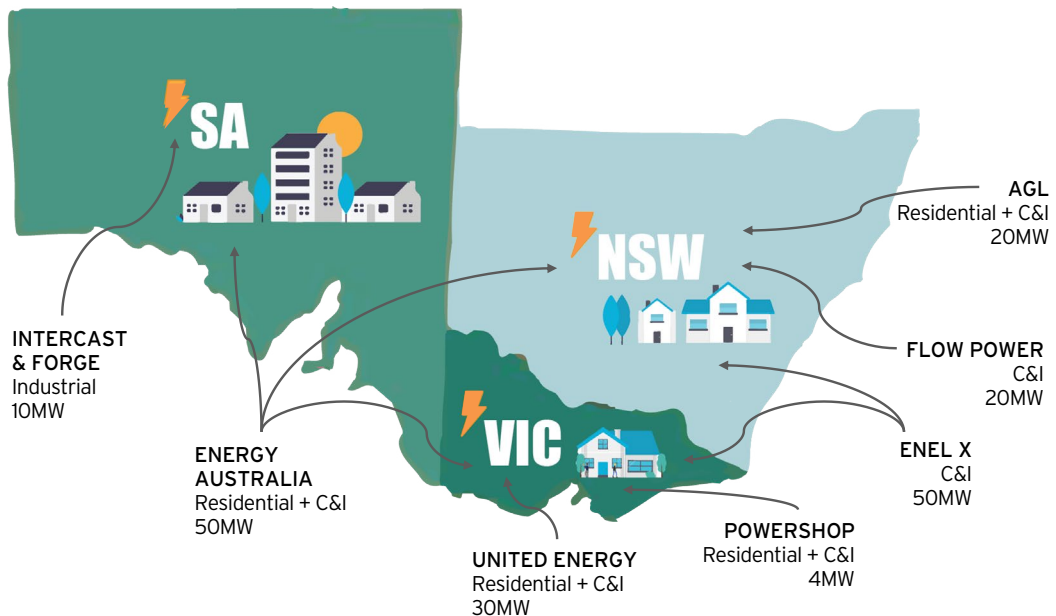 SA
NSW
VIC
AGL
Residential + C&I
20MW
INTERCAST
& FORGE
Industrial
10MW
FLOW POWER
C&I
20MW
ENERGY
AUSTRALIA
Residential + C&I
50MW
ENEL X
C&I
50MW
UNITED ENERGY
Residential + C&I
30MW
POWERSHOP
Residential + C&I
4MW